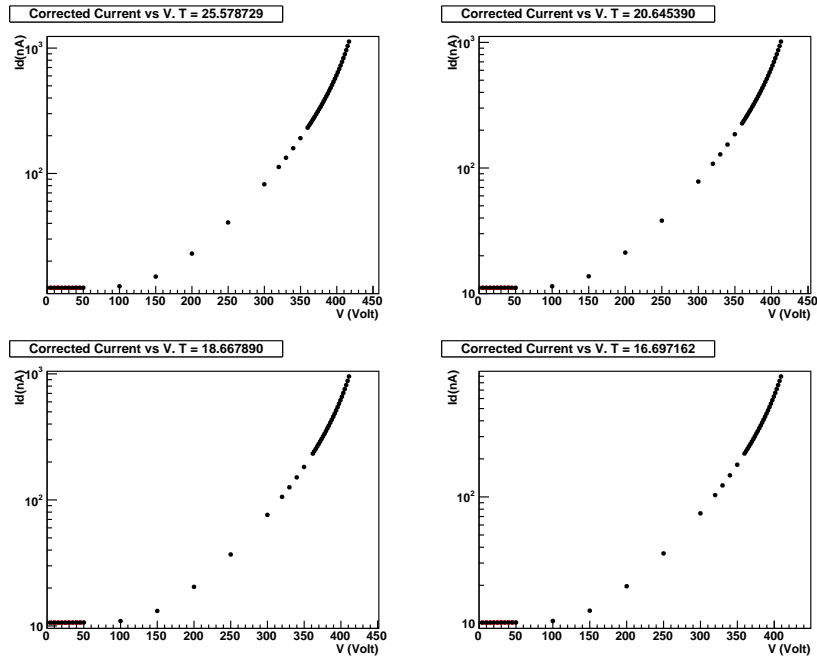 Corrected Current vs V. T = 25.578729
Id(nA)
10³
10²
0 50 100 150 200 250 300 350 400 450
V (Volt)
Corrected Current vs V. T = 20.645390
Id(nA)
10³
10²
10
0 50 100 150 200 250 300 350 400 450
V (Volt)
Corrected Current vs V. T = 18.667890
Id(nA)
10³
10²
10
0 50 100 150 200 250 300 350 400 450
V (Volt)
Corrected Current vs V. T = 16.697162
Id(nA)
10²
10
0 50 100 150 200 250 300 350 400
V (Volt)